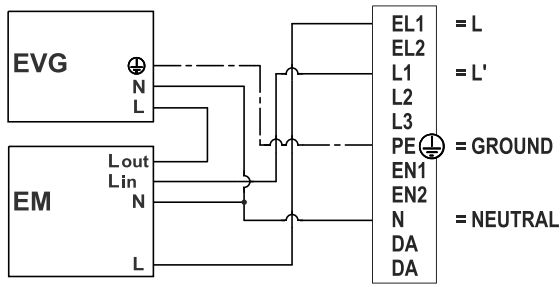 EVG
N
L
EM
Lout
Lin
N
L
EL1 = L
EL2
L1 = L'
L2
L3
PE = GROUND
EN1
EN2
N = NEUTRAL
DA
DA